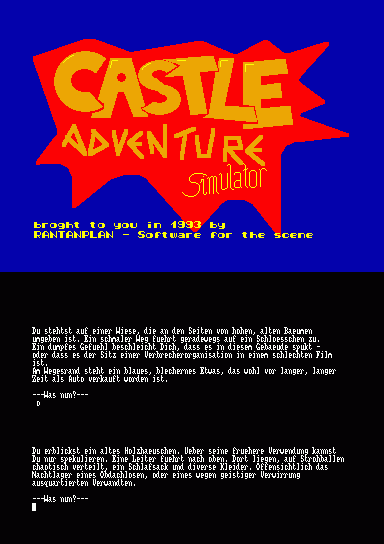 CASTLE
ADVENTURE
Simulator
broght to you in 1993 by
RANTANPLAN - Software for the scene
Du stehtst auf einer Wiese, die an den Seiten von hohen, alten Baeumen
umgeben ist. Ein schmaler Weg fuehrt geradewegs auf ein Schloesschen zu.
Ein dumpfes Gefuehl beschleicht Dich, dass es in diesem Gebaeude spukt -
oder dass es der Sitz einer Verbrecherorganisation in einem schlechten Film
ist.
Am Wegesrand steht ein blaues, blechernes Etwas, das wohl vor langer, langer
Zeit als Auto verkauft worden ist.
---Was nun?---
o
Du erblickst ein altes Holzhaeuschen. Ueber seine fruehere Verwendung kannst
Du nur spekulieren. Eine Leiter fuehrt nach oben. Dort liegen, auf Strohballen
chaotisch verteilt, ein Schlafsack und diverse Kleider. Offensichtlich das
Nachtlager eines Obdachlosen, oder eines wegen geistiger Verwirrung
ausquartierten Verwandten.
---Was nun?---